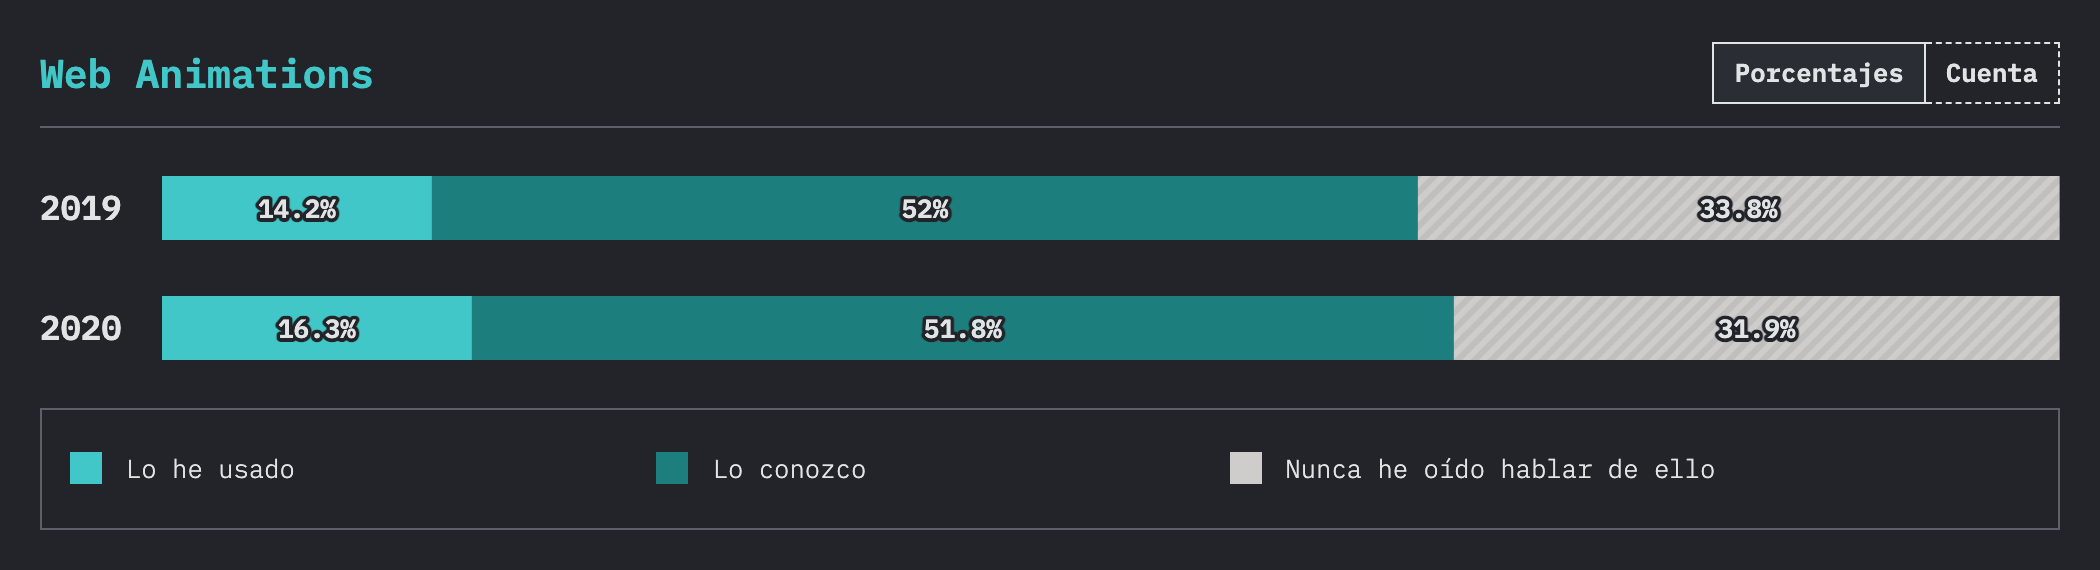 Web Animations
Porcentajes Cuenta
2019 14.2% 52% 33.8%
2020 16.3% 51.8% 31.9%
Lo he usado Lo conozco Nunca he oído hablar de ello